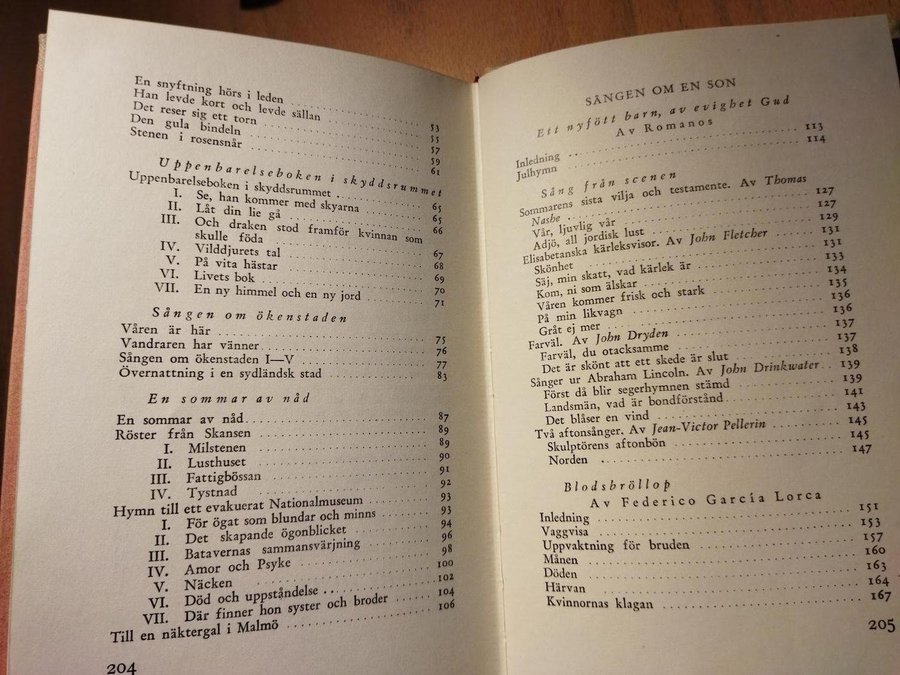 En snyftning hörs i leden
Han levde kort och levde sällan 53
Det reser sig ett torn 55
Den gula bindeln 57
Stenen i rosensnår 59
61
Uppenbarelseboken i skyddsrummet
Uppenbarelseboken i skyddsrummet 65
I. Se, han kommer med skyarna 65
II. Låt din lie gå 66
III. Och draken stod framför kvinnan som
skulle föda 67
IV. Vilddjurets tal 68
V. På vita hästar 69
VI. Livets bok 70
VII. En ny himmel och en ny jord 71
Sången om ökenstaden
Våren är här 75
Vandraren har vänner 76
Sången om ökenstaden I—V 77
Övernattning i en sydländsk stad 83
En sommar av nåd
En sommar av nåd 87
Röster från Skansen 89
I. Milstenen 89
II. Lusthuset 90
III. Fattigbössan 91
IV. Tystnad 92
Hymn till ett evakuerat Nationalmuseum 93
I. För ögat som blundar och minns 93
II. Det skapande ögonblicket 94
III. Batavernas sammansvärjning 96
IV. Amor och Psyke 98
V. Näcken 100
VI. Död och uppståndelse 102
VII. Där finner hon syster och broder 104
Till en näktergal i Malmö 106
204
SÅNGEN OM EN SON
Ett nyfött barn, av evighet Gud
Av Romanos
Inledning 113
Julhymn 114
Sång från scenen
Sommarens sista vilja och testamente. Av Thomas
Nashe 127
Vår, ljuvlig vår 127
Adjö, all jordisk lust 129
Elisabetanska kärleksvisor. Av John Fletcher 131
Skönhet 131
Säj, min skatt, vad kärlek är 133
Kom, ni som älskar 134
Våren kommer frisk och stark 135
På min likvagn 136
Gråt ej mer 136
Farväl. Av John Dryden 137
Farväl, du otacksamme 137
Det är skönt att ett skede är slut 138
Sånger ur Abraham Lincoln. Av John Drinkwater 139
Först då blir segerhymnen stämd 139
Landsmän, vad är bondförstånd 141
Det blåser en vind 143
Två aftonsånger. Av Jean-Victor Pellerin 145
Skulptörens aftonbön 145
Norden 147
Blodsbröllop
Av Federico García Lorca
Inledning 151
Vaggvisa 153
Uppvaktning för bruden 157
Månen 160
Döden 163
Härvan 164
Kvinnornas klagan 167
205